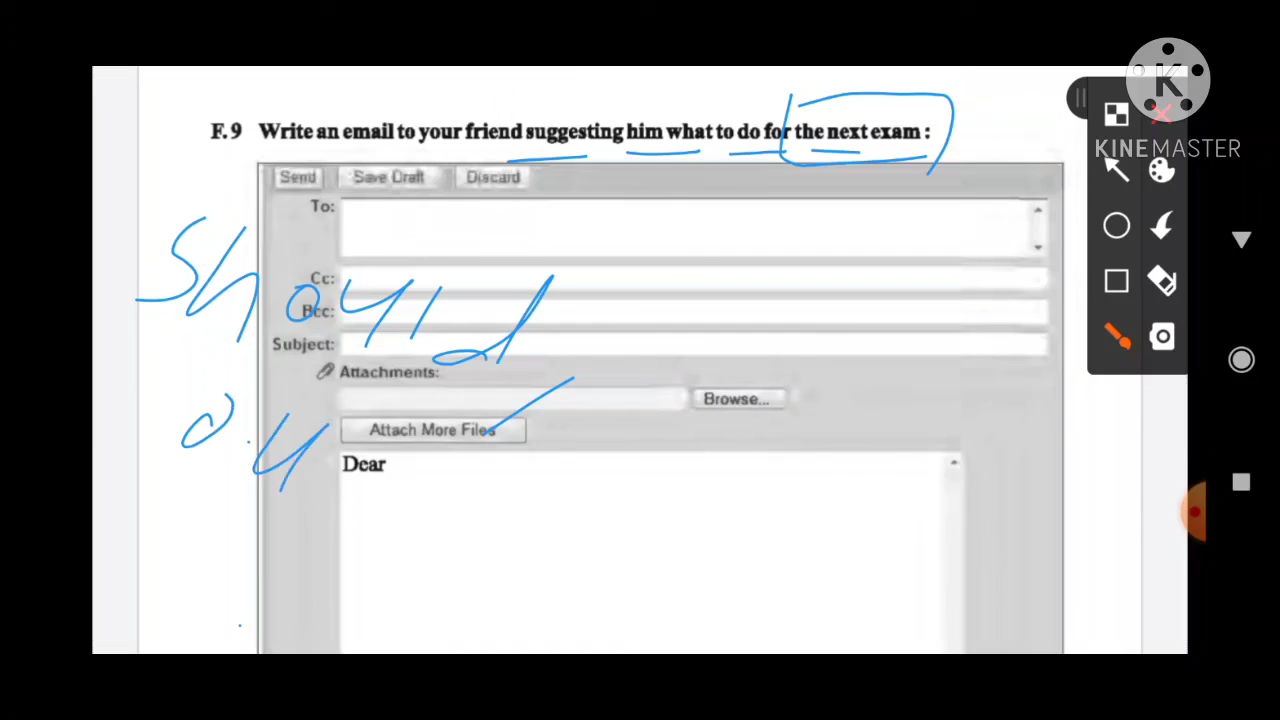 F.9 Write an email to your friend suggesting him what to do for the next exam :
KINEMASTER
Send Save Draft Discard
To:
Should
Cc:
Bcc:
Subject:
Attachments:
Browse...
Attach More Files
Dear